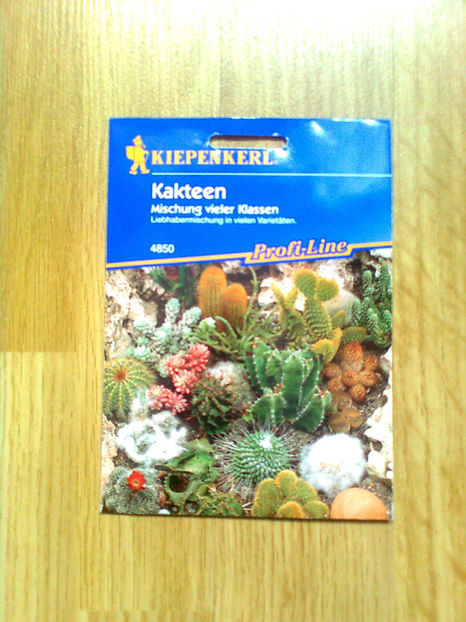 KIEPENKERL
Kakteen
Mischung vieler Klassen
Liebhabermischung in vielen Varietäten.
4850
Profi-Line